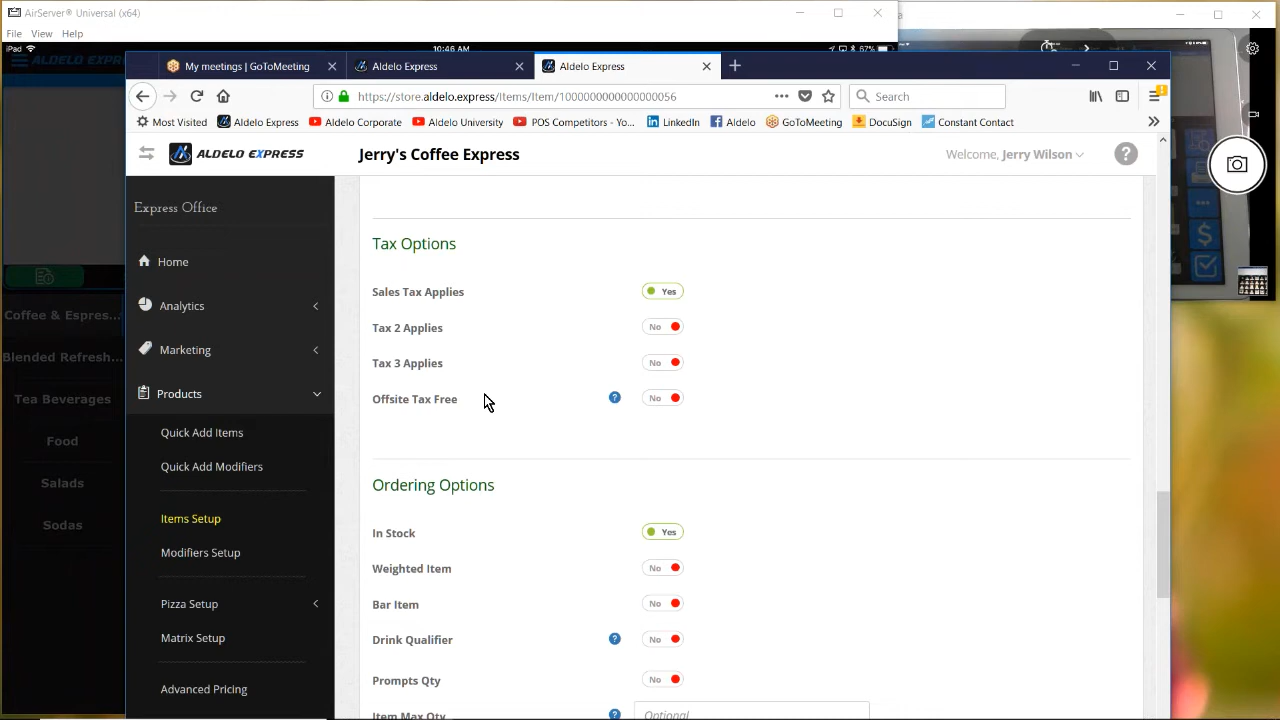 AirServer® Universal (x64)
File View Help
iPad 10:46 AM 67%
My meetings | GoToMeeting
Aldelo Express
Aldelo Express
https://store.aldelo.express/Items/Item/1000000000000000056
Search
Most Visited Aldelo Express Aldelo Corporate Aldelo University POS Competitors - Yo... LinkedIn Aldelo GoToMeeting DocuSign Constant Contact
ALDELO EXPRESS
Jerry's Coffee Express
Welcome, Jerry Wilson
?
Express Office
Home
Analytics
Marketing
Products
Quick Add Items
Quick Add Modifiers
Items Setup
Modifiers Setup
Pizza Setup
Matrix Setup
Advanced Pricing
Tax Options
Sales Tax Applies Yes
Tax 2 Applies No
Tax 3 Applies No
Offsite Tax Free ? No
Ordering Options
In Stock Yes
Weighted Item No
Bar Item No
Drink Qualifier ? No
Prompts Qty No
Item Max Qty ? Optional
ALDELO EXPR
Coffee & Espres...
Blended Refresh...
Tea Beverages
Food
Salads
Sodas